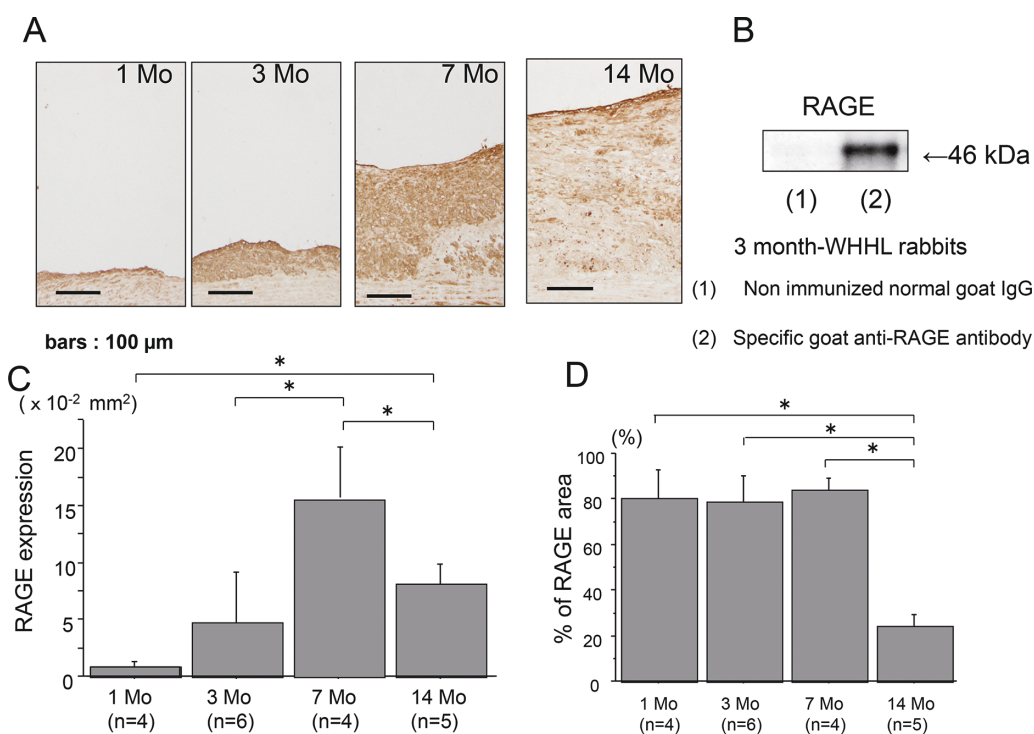 A
1 Mo
3 Mo
7 Mo
14 Mo
bars : 100 µm
B
RAGE
←46 kDa
(1) (2)
3 month-WHHL rabbits
(1) Non immunized normal goat IgG
(2) Specific goat anti-RAGE antibody
C
( x 10-2 mm2)
RAGE expression
20
15
10
5
0
*
*
*
1 Mo 3 Mo 7 Mo 14 Mo
(n=4) (n=6) (n=4) (n=5)
D
(%)
% of RAGE area
100
80
60
40
20
0
*
*
*
1 Mo 3 Mo 7 Mo 14 Mo
(n=4) (n=6) (n=4) (n=5)